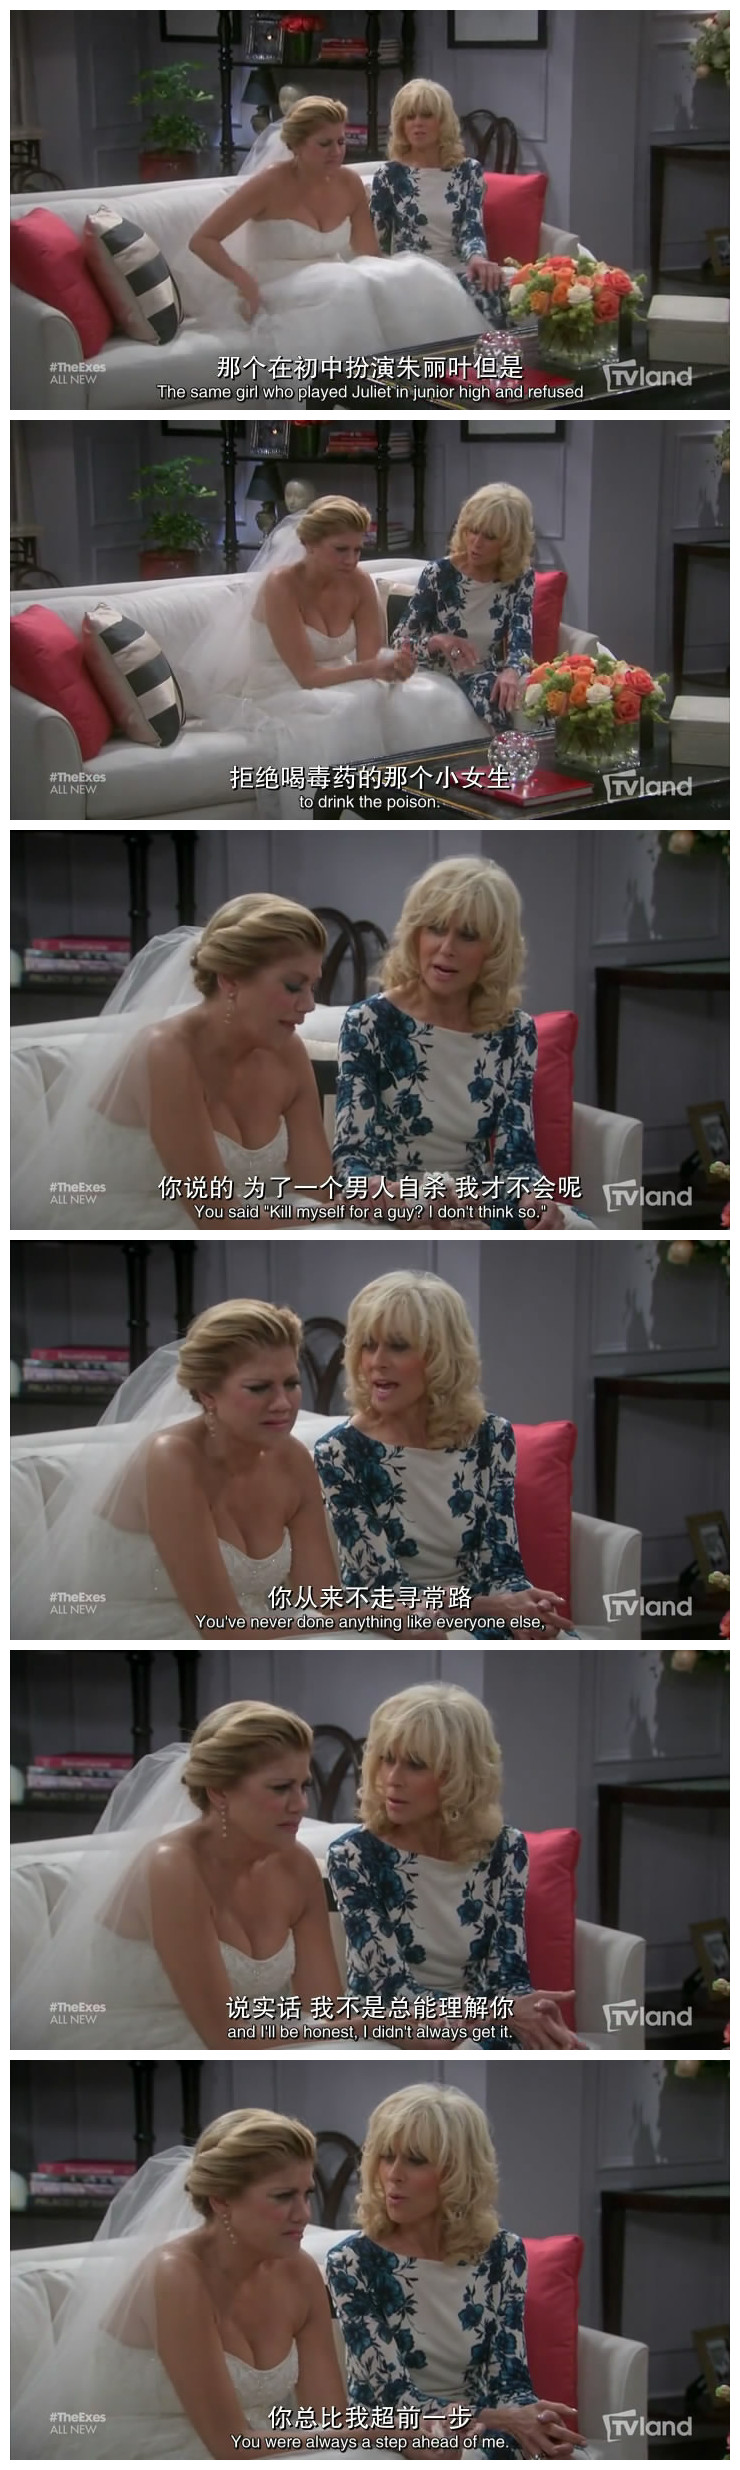 那个在初中扮演朱丽叶但是
The same girl who played Juliet in junior high and refused
#TheExes
ALL NEW
TVland
拒绝喝毒药的那个小女生
to drink the poison.
#TheExes
ALL NEW
TVland
你说的 为了一个男人自杀 我才不会呢
You said "Kill myself for a guy? I don't think so."
#TheExes
ALL NEW
TVland
你从来不走寻常路
You've never done anything like everyone else,
#TheExes
ALL NEW
TVland
说实话 我不是总能理解你
and I'll be honest, I didn't always get it.
#TheExes
ALL NEW
TVland
你总比我超前一步
You were always a step ahead of me.
#TheExes
ALL NEW
TVland